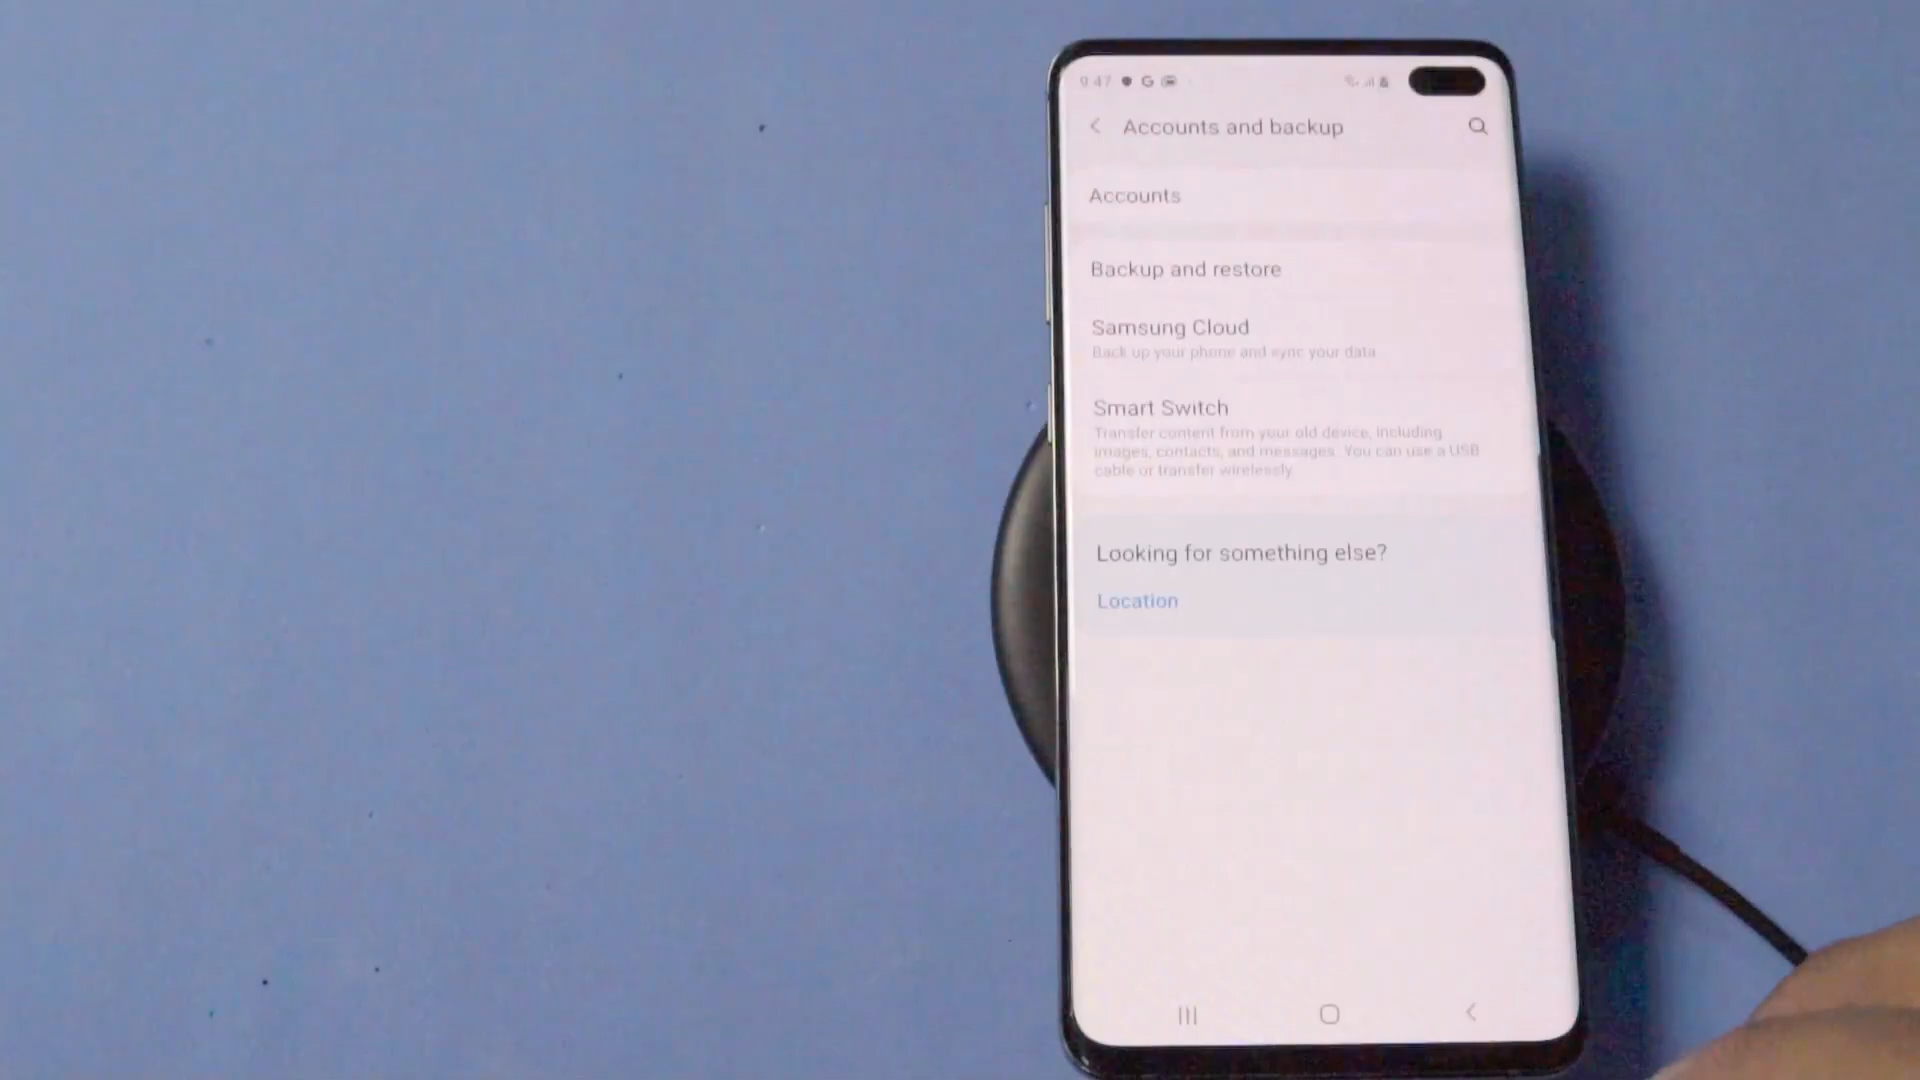 9:47 G
Accounts and backup
Accounts
Backup and restore
Samsung Cloud
Back up your phone and sync your data
Smart Switch
Transfer content from your old device, including
images, contacts, and messages. You can use a USB
cable or transfer wirelessly.
Looking for something else?
Location